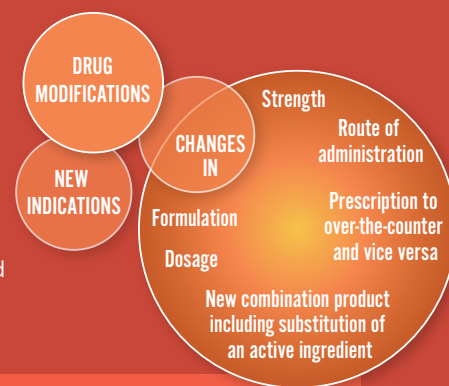 DRUG
MODIFICATIONS
NEW
INDICATIONS
CHANGES
IN
Strength
Route of
administration
Prescription to
over-the-counter
and vice versa
Formulation
Dosage
New combination product
including substitution of
an active ingredient
d